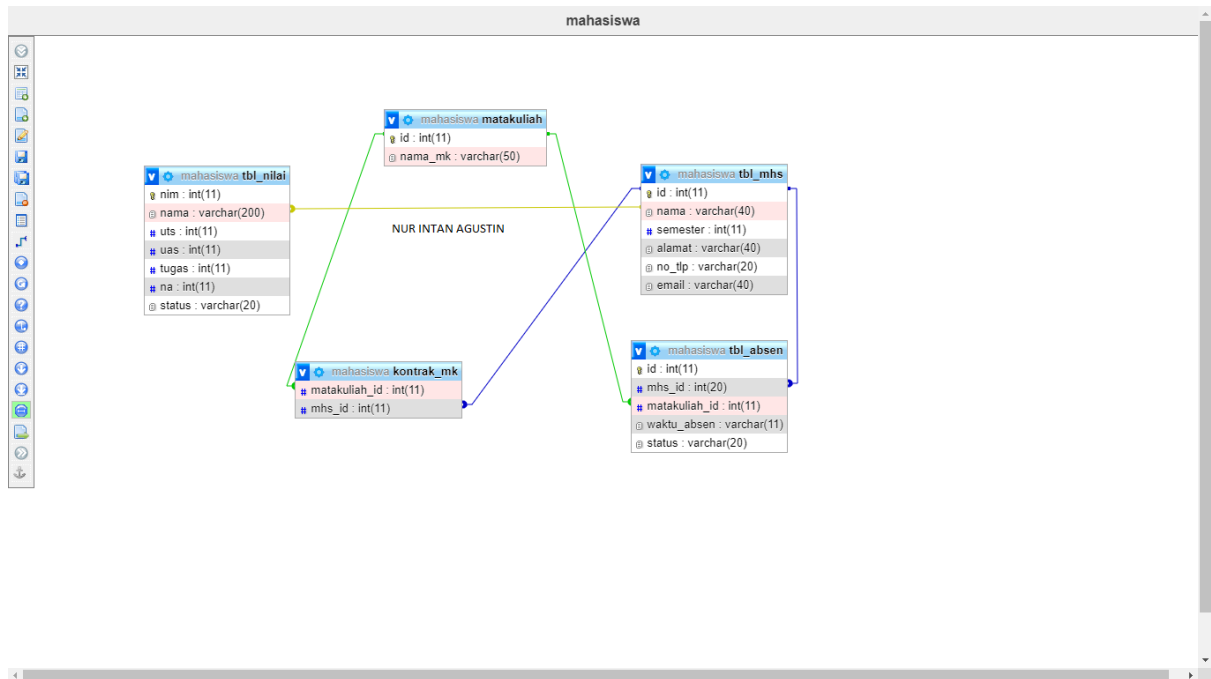 mahasiswa
mahasiswa matakuliah
id : int(11)
nama_mk : varchar(50)
mahasiswa tbl_nilai
nim : int(11)
nama : varchar(200)
uts : int(11)
uas : int(11)
tugas : int(11)
na : int(11)
status : varchar(20)
NUR INTAN AGUSTIN
mahasiswa tbl_mhs
id : int(11)
nama : varchar(40)
semester : int(11)
alamat : varchar(40)
no_tlp : varchar(20)
email : varchar(40)
mahasiswa kontrak_mk
matakuliah_id : int(11)
mhs_id : int(11)
mahasiswa tbl_absen
id : int(11)
mhs_id : int(20)
matakuliah_id : int(11)
waktu_absen : varchar(11)
status : varchar(20)